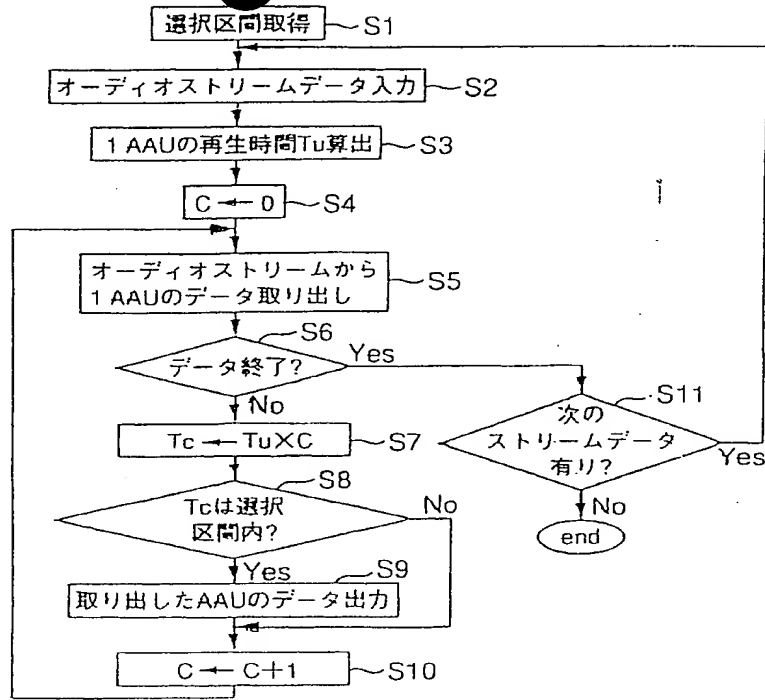 選択区間取得
S1
オーディオストリームデータ入力
S2
1 AAUの再生時間Tu算出
S3
C ← 0
S4
オーディオストリームから
1 AAUのデータ取り出し
S5
データ終了?
S6
Yes
No
Tc ← Tu×C
S7
Tcは選択
区間内?
S8
No
Yes
取り出したAAUのデータ出力
S9
C ← C+1
S10
次の
ストリームデータ
有り?
S11
Yes
No
end